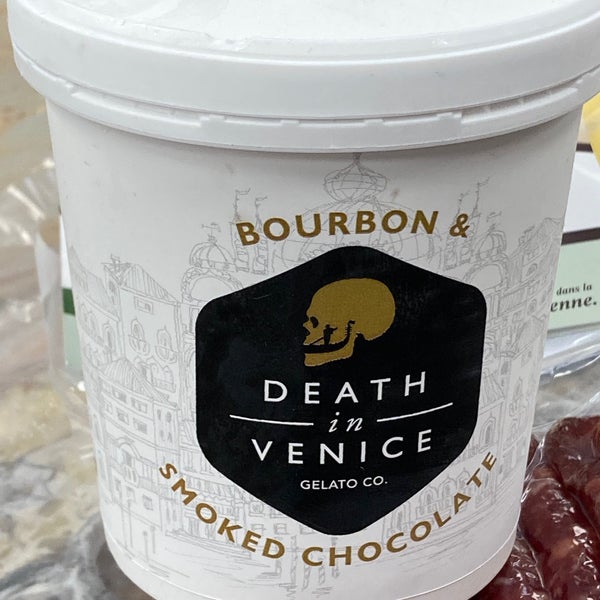 BOURBON &
DEATH
in
VENICE
GELATO CO.
SMOKED CHOCOLATE
dans la
enne.